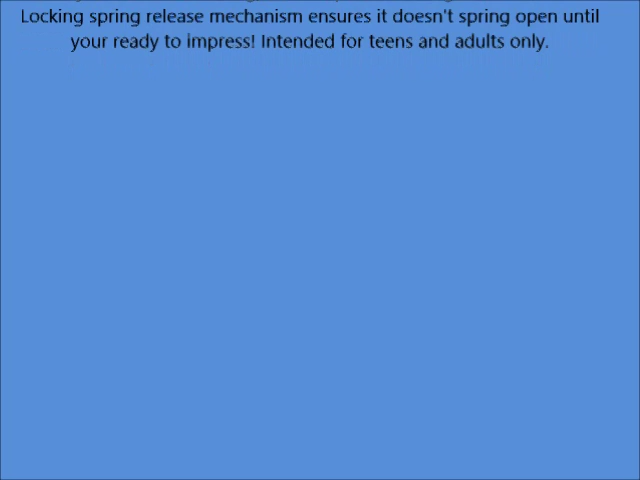 Locking spring release mechanism ensures it doesn't spring open until
your ready to impress! Intended for teens and adults only.